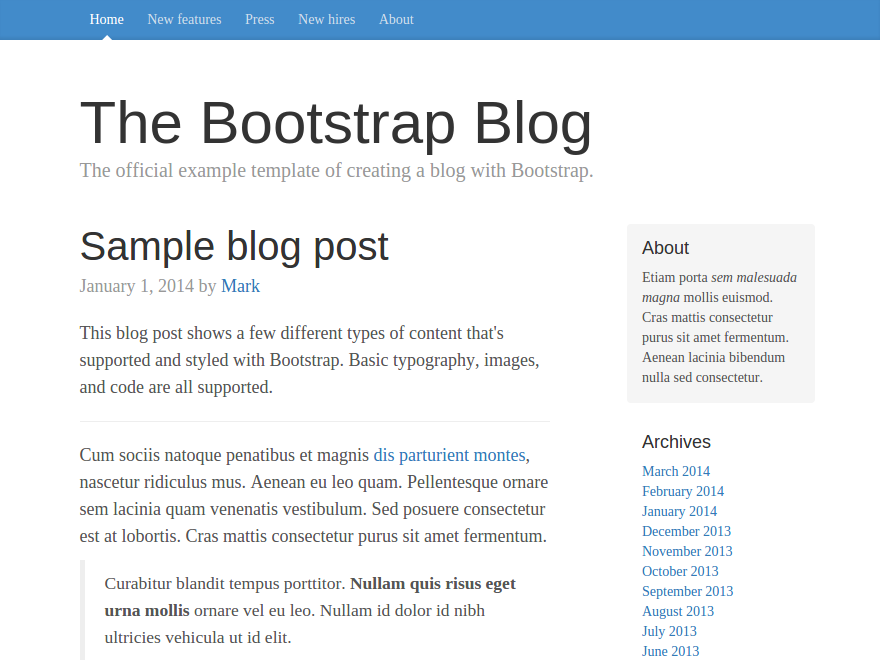 Home New features Press New hires About
The Bootstrap Blog
The official example template of creating a blog with Bootstrap.
Sample blog post
January 1, 2014 by Mark
This blog post shows a few different types of content that's
supported and styled with Bootstrap. Basic typography, images,
and code are all supported.
Cum sociis natoque penatibus et magnis dis parturient montes,
nascetur ridiculus mus. Aenean eu leo quam. Pellentesque ornare
sem lacinia quam venenatis vestibulum. Sed posuere consectetur
est at lobortis. Cras mattis consectetur purus sit amet fermentum.
Curabitur blandit tempus porttitor. Nullam quis risus eget
urna mollis ornare vel eu leo. Nullam id dolor id nibh
ultricies vehicula ut id elit.
About
Etiam porta sem malesuada
magna mollis euismod.
Cras mattis consectetur
purus sit amet fermentum.
Aenean lacinia bibendum
nulla sed consectetur.
Archives
March 2014
February 2014
January 2014
December 2013
November 2013
October 2013
September 2013
August 2013
July 2013
June 2013